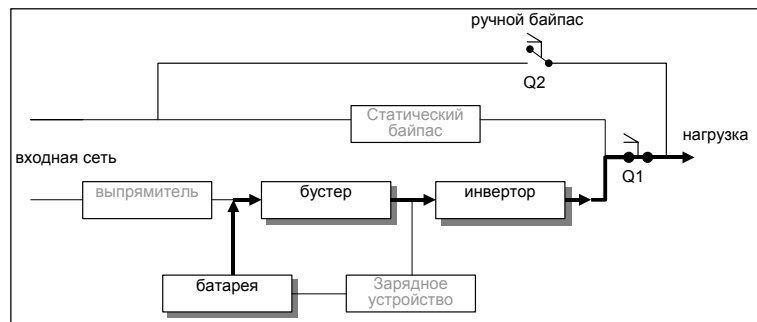 ручной байпас
Q2
Статический
байпас
нагрузка
входная сеть
Q1
выпрямитель
бустер
инвертор
батарея
Зарядное
устройство